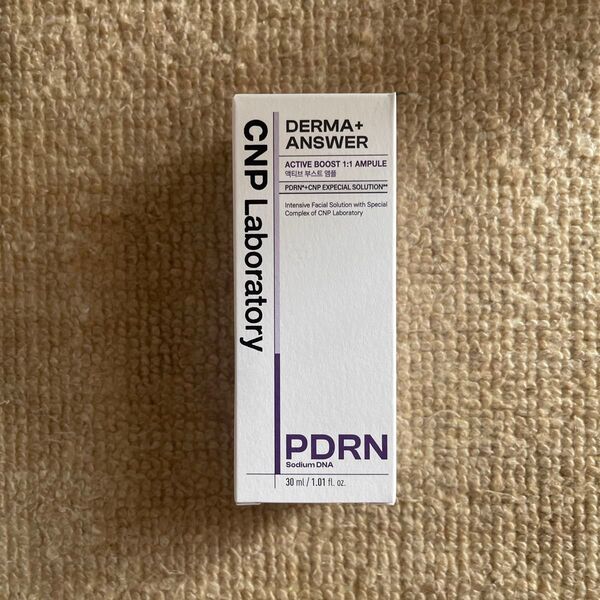 CNP Laboratory
DERMA+
ANSWER
ACTIVE BOOST 1:1 AMPULE
액티브 부스트 앰플
PDRN*+CNP EXPECIAL SOLUTION**
Intensive Facial Solution with Special
Complex of CNP Laboratory
PDRN
Sodium DNA
30 ml / 1.01 fl. oz.